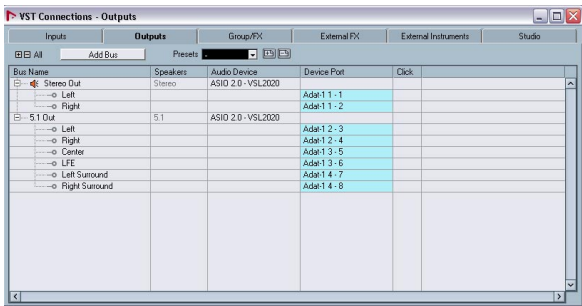 VST Connections - Outputs
Inputs Outputs Group/FX External FX External Instruments Studio
All Add Bus Presets -
Bus Name Speakers Audio Device Device Port Click
Stereo Out Stereo ASIO 2.0 - VSL2020
Left Adat-1 1 - 1
Right Adat-1 1 - 2
5.1 Out 5.1 ASIO 2.0 - VSL2020
Left Adat-1 2 - 3
Right Adat-1 2 - 4
Center Adat-1 3 - 5
LFE Adat-1 3 - 6
Left Surround Adat-1 4 - 7
Right Surround Adat-1 4 - 8